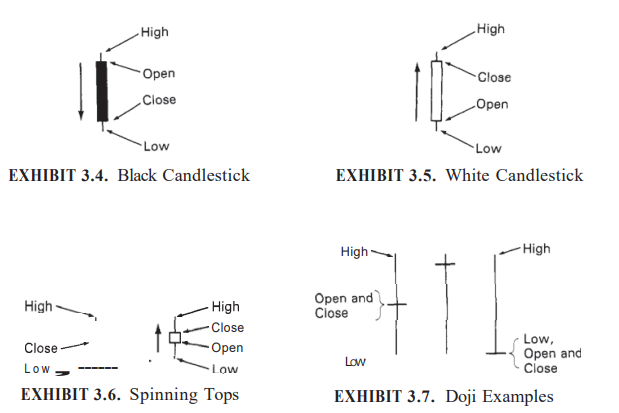 High
Open
Close
Low
EXHIBIT 3.4. Black Candlestick
High
Close
Open
Low
EXHIBIT 3.5. White Candlestick
High
Close
Low
High
Close
Open
Low
EXHIBIT 3.6. Spinning Tops
High
Open and
Close
Low
High
Low,
Open and
Close
EXHIBIT 3.7. Doji Examples